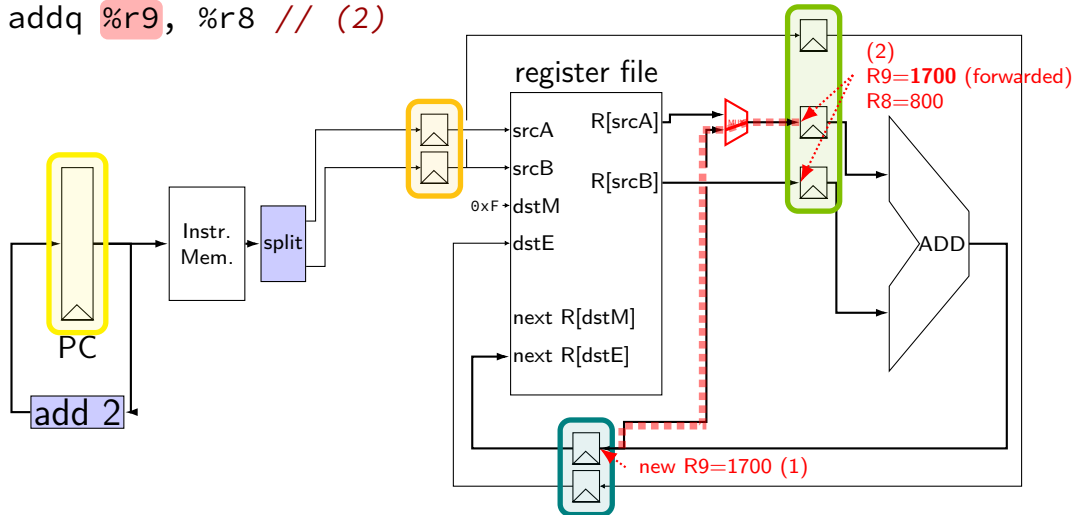 addq %r9, %r8 // (2)
register file
(2)
R9=1700 (forwarded)
R8=800
srcA
R[srcA]
MUX
srcB
R[srcB]
0xF
dstM
dstE
Instr.
Mem.
split
ADD
PC
next R[dstM]
next R[dstE]
add 2
new R9=1700 (1)